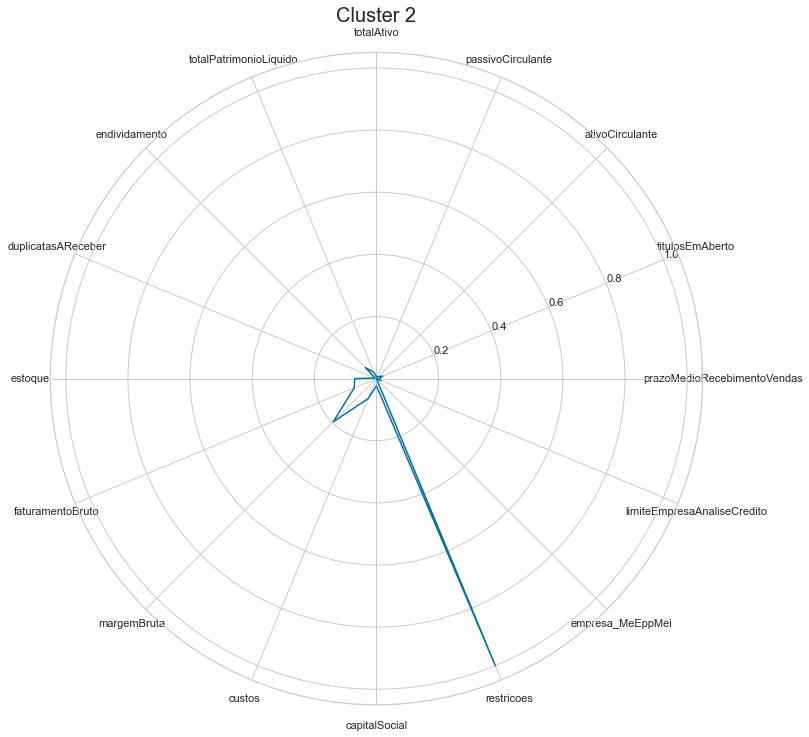 Cluster 2
totalAtivo
totalPatrimonioLiquido
passivoCirculante
endividamento
ativoCirculante
duplicatasAReceber
titulosEmAberto
1.0
0.8
0.6
0.4
0.2
estoque
prazoMedioRecebimentoVendas
faturamentoBruto
limiteEmpresaAnaliseCredito
margemBruta
empresa_MeEppMei
custos
restricoes
capitalSocial